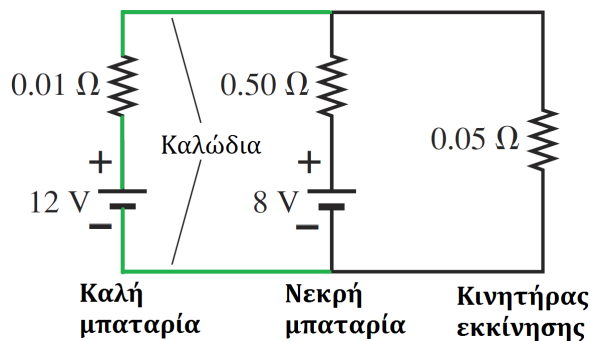 0.01 Ω
0.50 Ω
0.05 Ω
Καλώδια
+
+
12 V
8 V
−
−
Καλή
μπαταρία
Νεκρή
μπαταρία
Κινητήρας
εκκίνησης